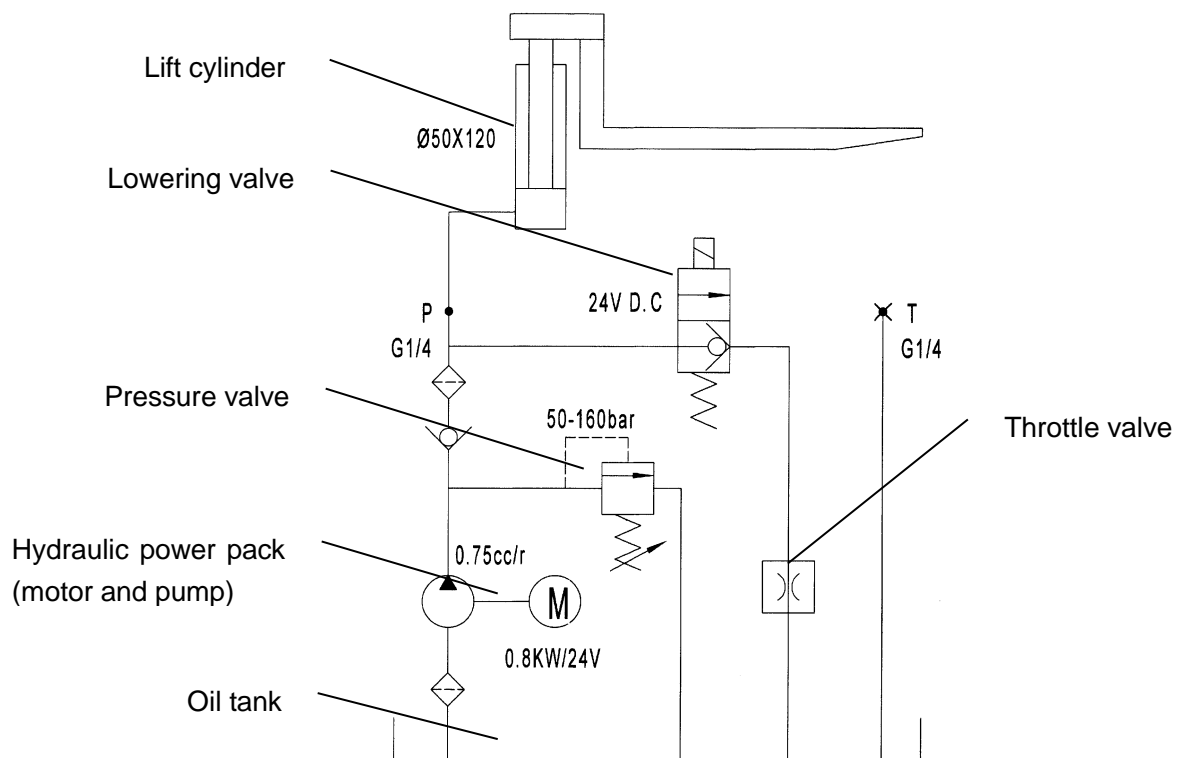 Lift cylinder
Ø50X120
Lowering valve
24V D.C
P
T
G1/4
G1/4
Pressure valve
50-160bar
Throttle valve
Hydraulic power pack
(motor and pump)
0.75cc/r
M
0.8KW/24V
Oil tank